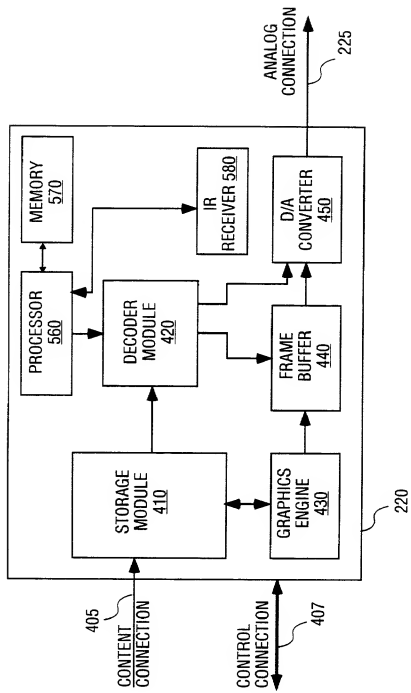 CONTENT
CONNECTION
405
CONTROL
CONNECTION
407
STORAGE
MODULE
410
GRAPHICS
ENGINE
430
PROCESSOR
560
MEMORY
570
DECODER
MODULE
420
IR
RECEIVER 580
FRAME
BUFFER
440
D/A
CONVERTER
450
ANALOG
CONNECTION
225
220